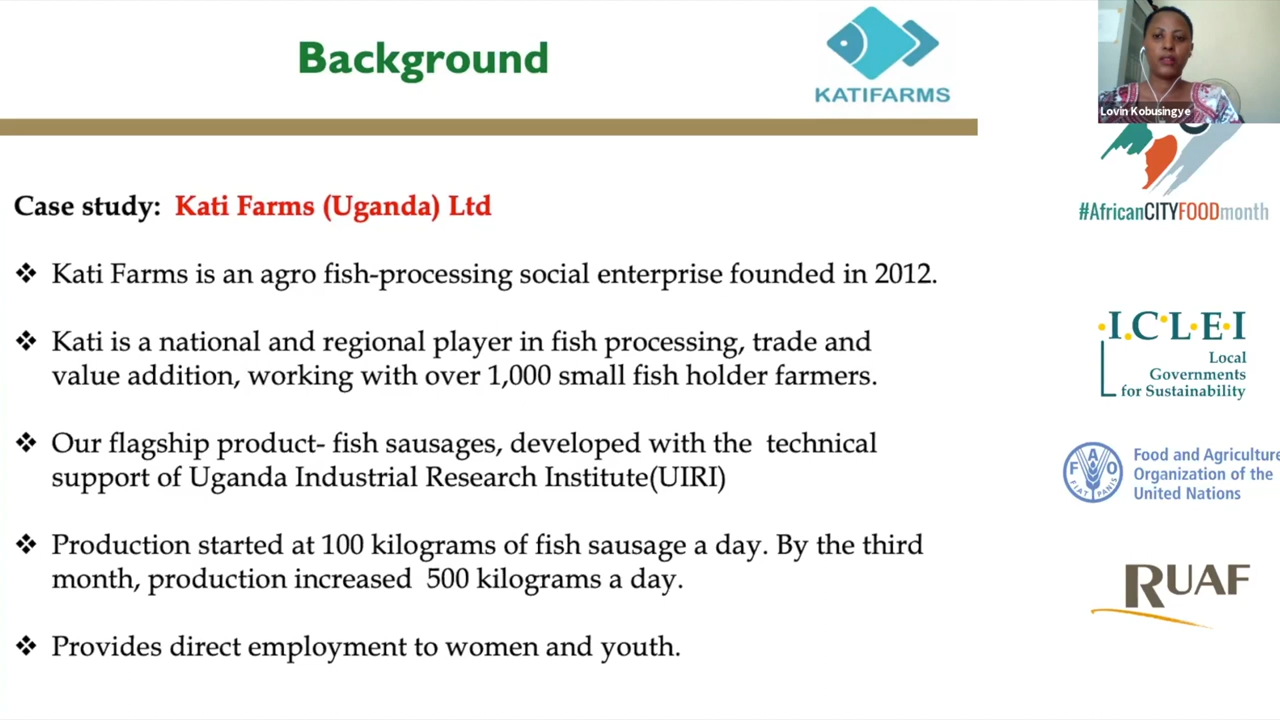 Background
KATIFARMS
Lovin Kobusingye
#AfricanCITYFOODmonth
Case study: Kati Farms (Uganda) Ltd
❖ Kati Farms is an agro fish-processing social enterprise founded in 2012.
❖ Kati is a national and regional player in fish processing, trade and
value addition, working with over 1,000 small fish holder farmers.
❖ Our flagship product- fish sausages, developed with the technical
support of Uganda Industrial Research Institute(UIRI)
❖ Production started at 100 kilograms of fish sausage a day. By the third
month, production increased 500 kilograms a day.
❖ Provides direct employment to women and youth.
I.C.L.E.I
Local
Governments
for Sustainability
F A O
FIAT PANIS
Food and Agriculture
Organization of the
United Nations
RUAF